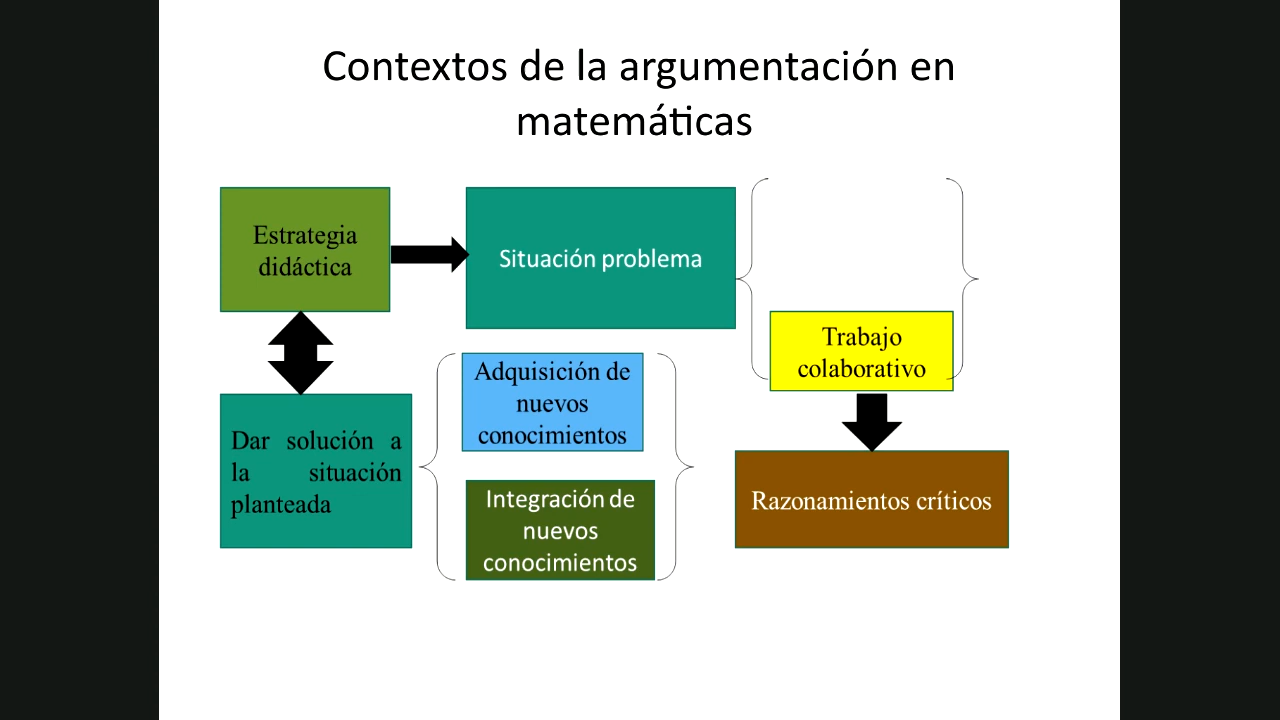 Contextos de la argumentación en
matemáticas
Estrategia
didáctica
Situación problema
Trabajo
colaborativo
Adquisición de
nuevos
conocimientos
Dar solución a
la situación
planteada
Integración de
nuevos
conocimientos
Razonamientos críticos